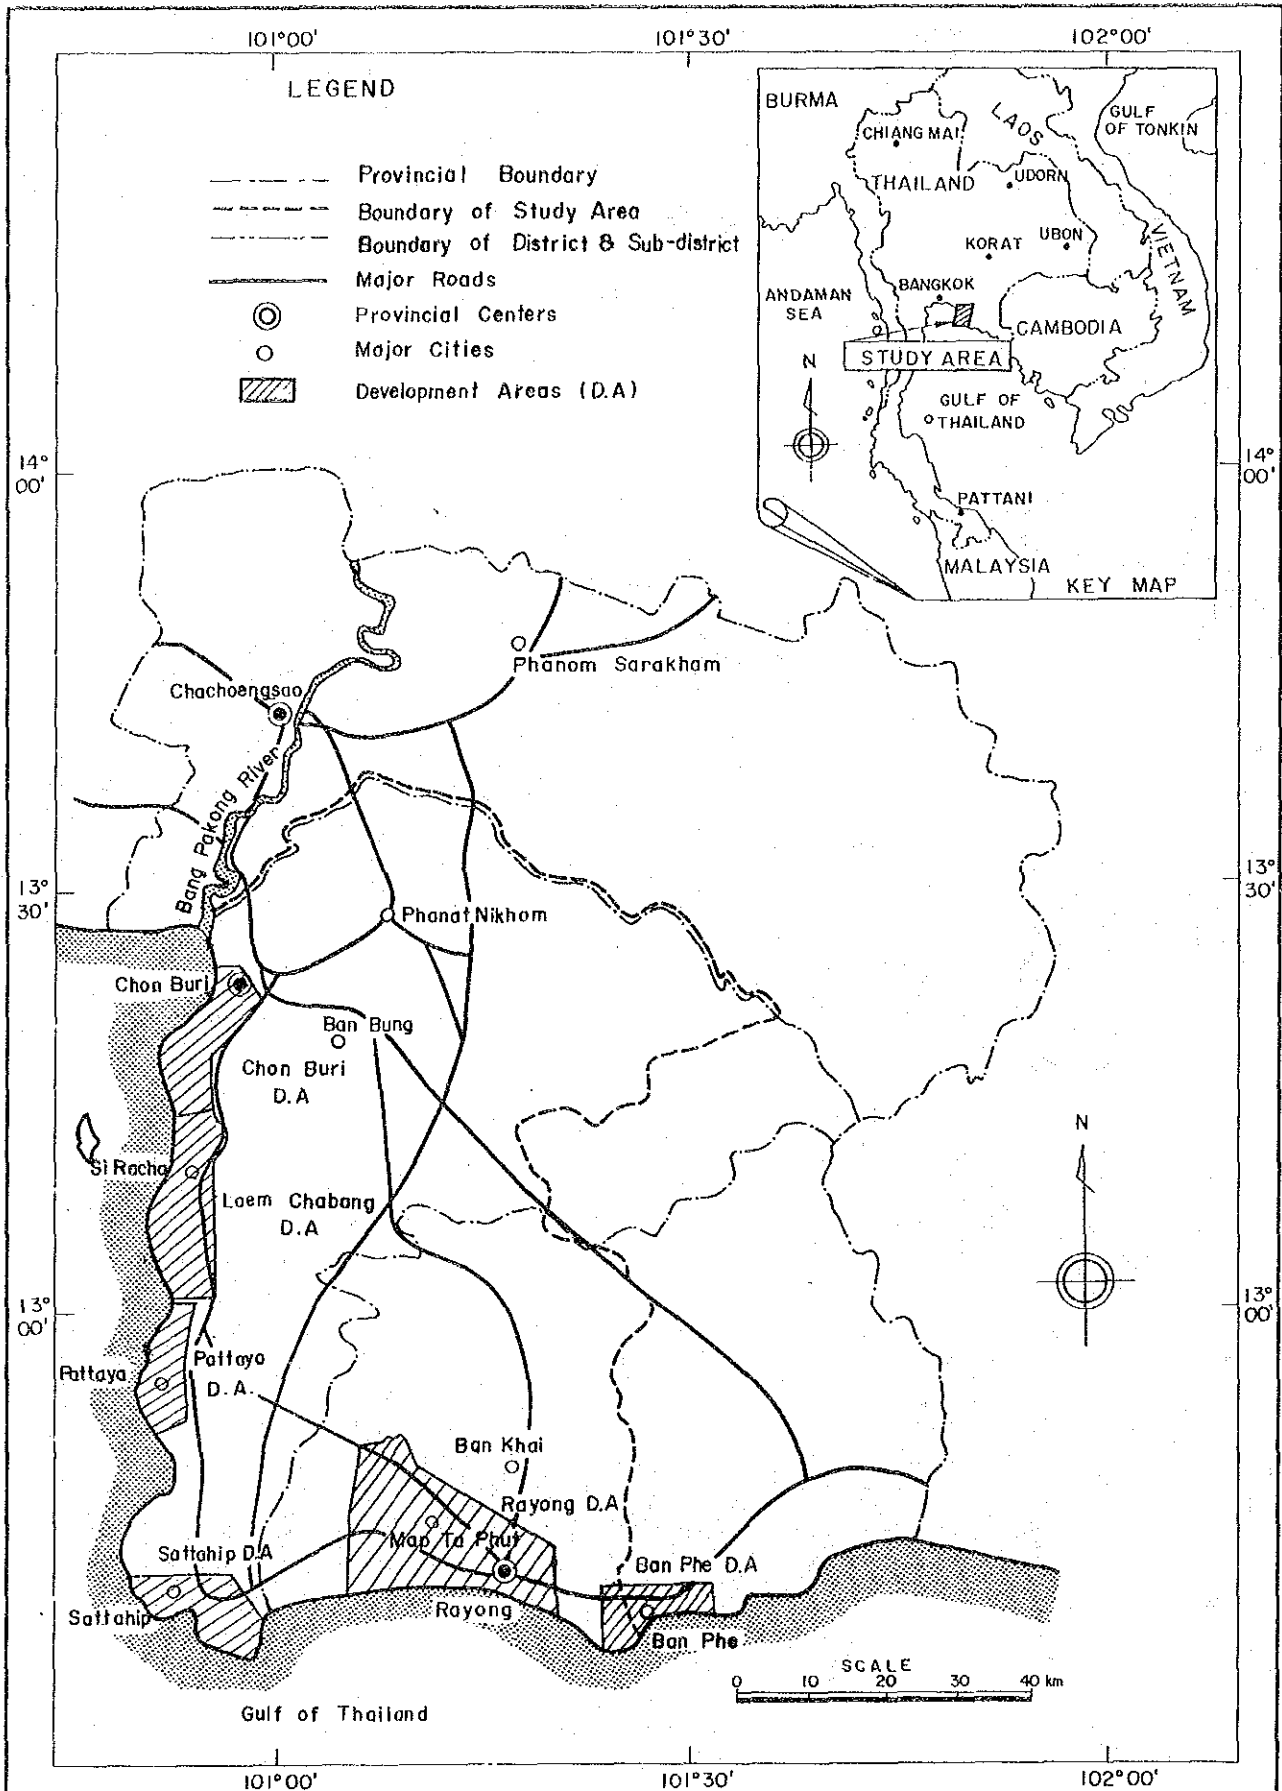 101°00'
101°30'
102°00'
LEGEND
Provincial Boundary
Boundary of Study Area
Boundary of District & Sub-district
Major Roads
Provincial Centers
Major Cities
Development Areas (D.A)
BURMA
LAOS
GULF
OF TONKIN
CHIANG MAI
THAILAND
UDORN
KORAT
UBON
VIETNAM
ANDAMAN
SEA
BANGKOK
CAMBODIA
STUDY AREA
N
GULF OF
THAILAND
PATTANI
MALAYSIA
KEY MAP
14°
00'
14°
00'
Phanom Sarakham
Chachoengsao
Bang Pakong River
13°
30'
13°
30'
Phanat Nikhom
Chon Buri
Ban Bung
Chon Buri
D.A
N
Si Racha
Laem Chabang
D.A
13°
00'
13°
00'
Pattaya
Pattaya
D.A.
Ban Khai
Rayong D.A
Map Ta Phut
Sattahip D.A
Ban Phe D.A
Sattahip
Rayong
Ban Phe
SCALE
0 10 20 30 40 km
Gulf of Thailand
101°00'
101°30'
102°00'